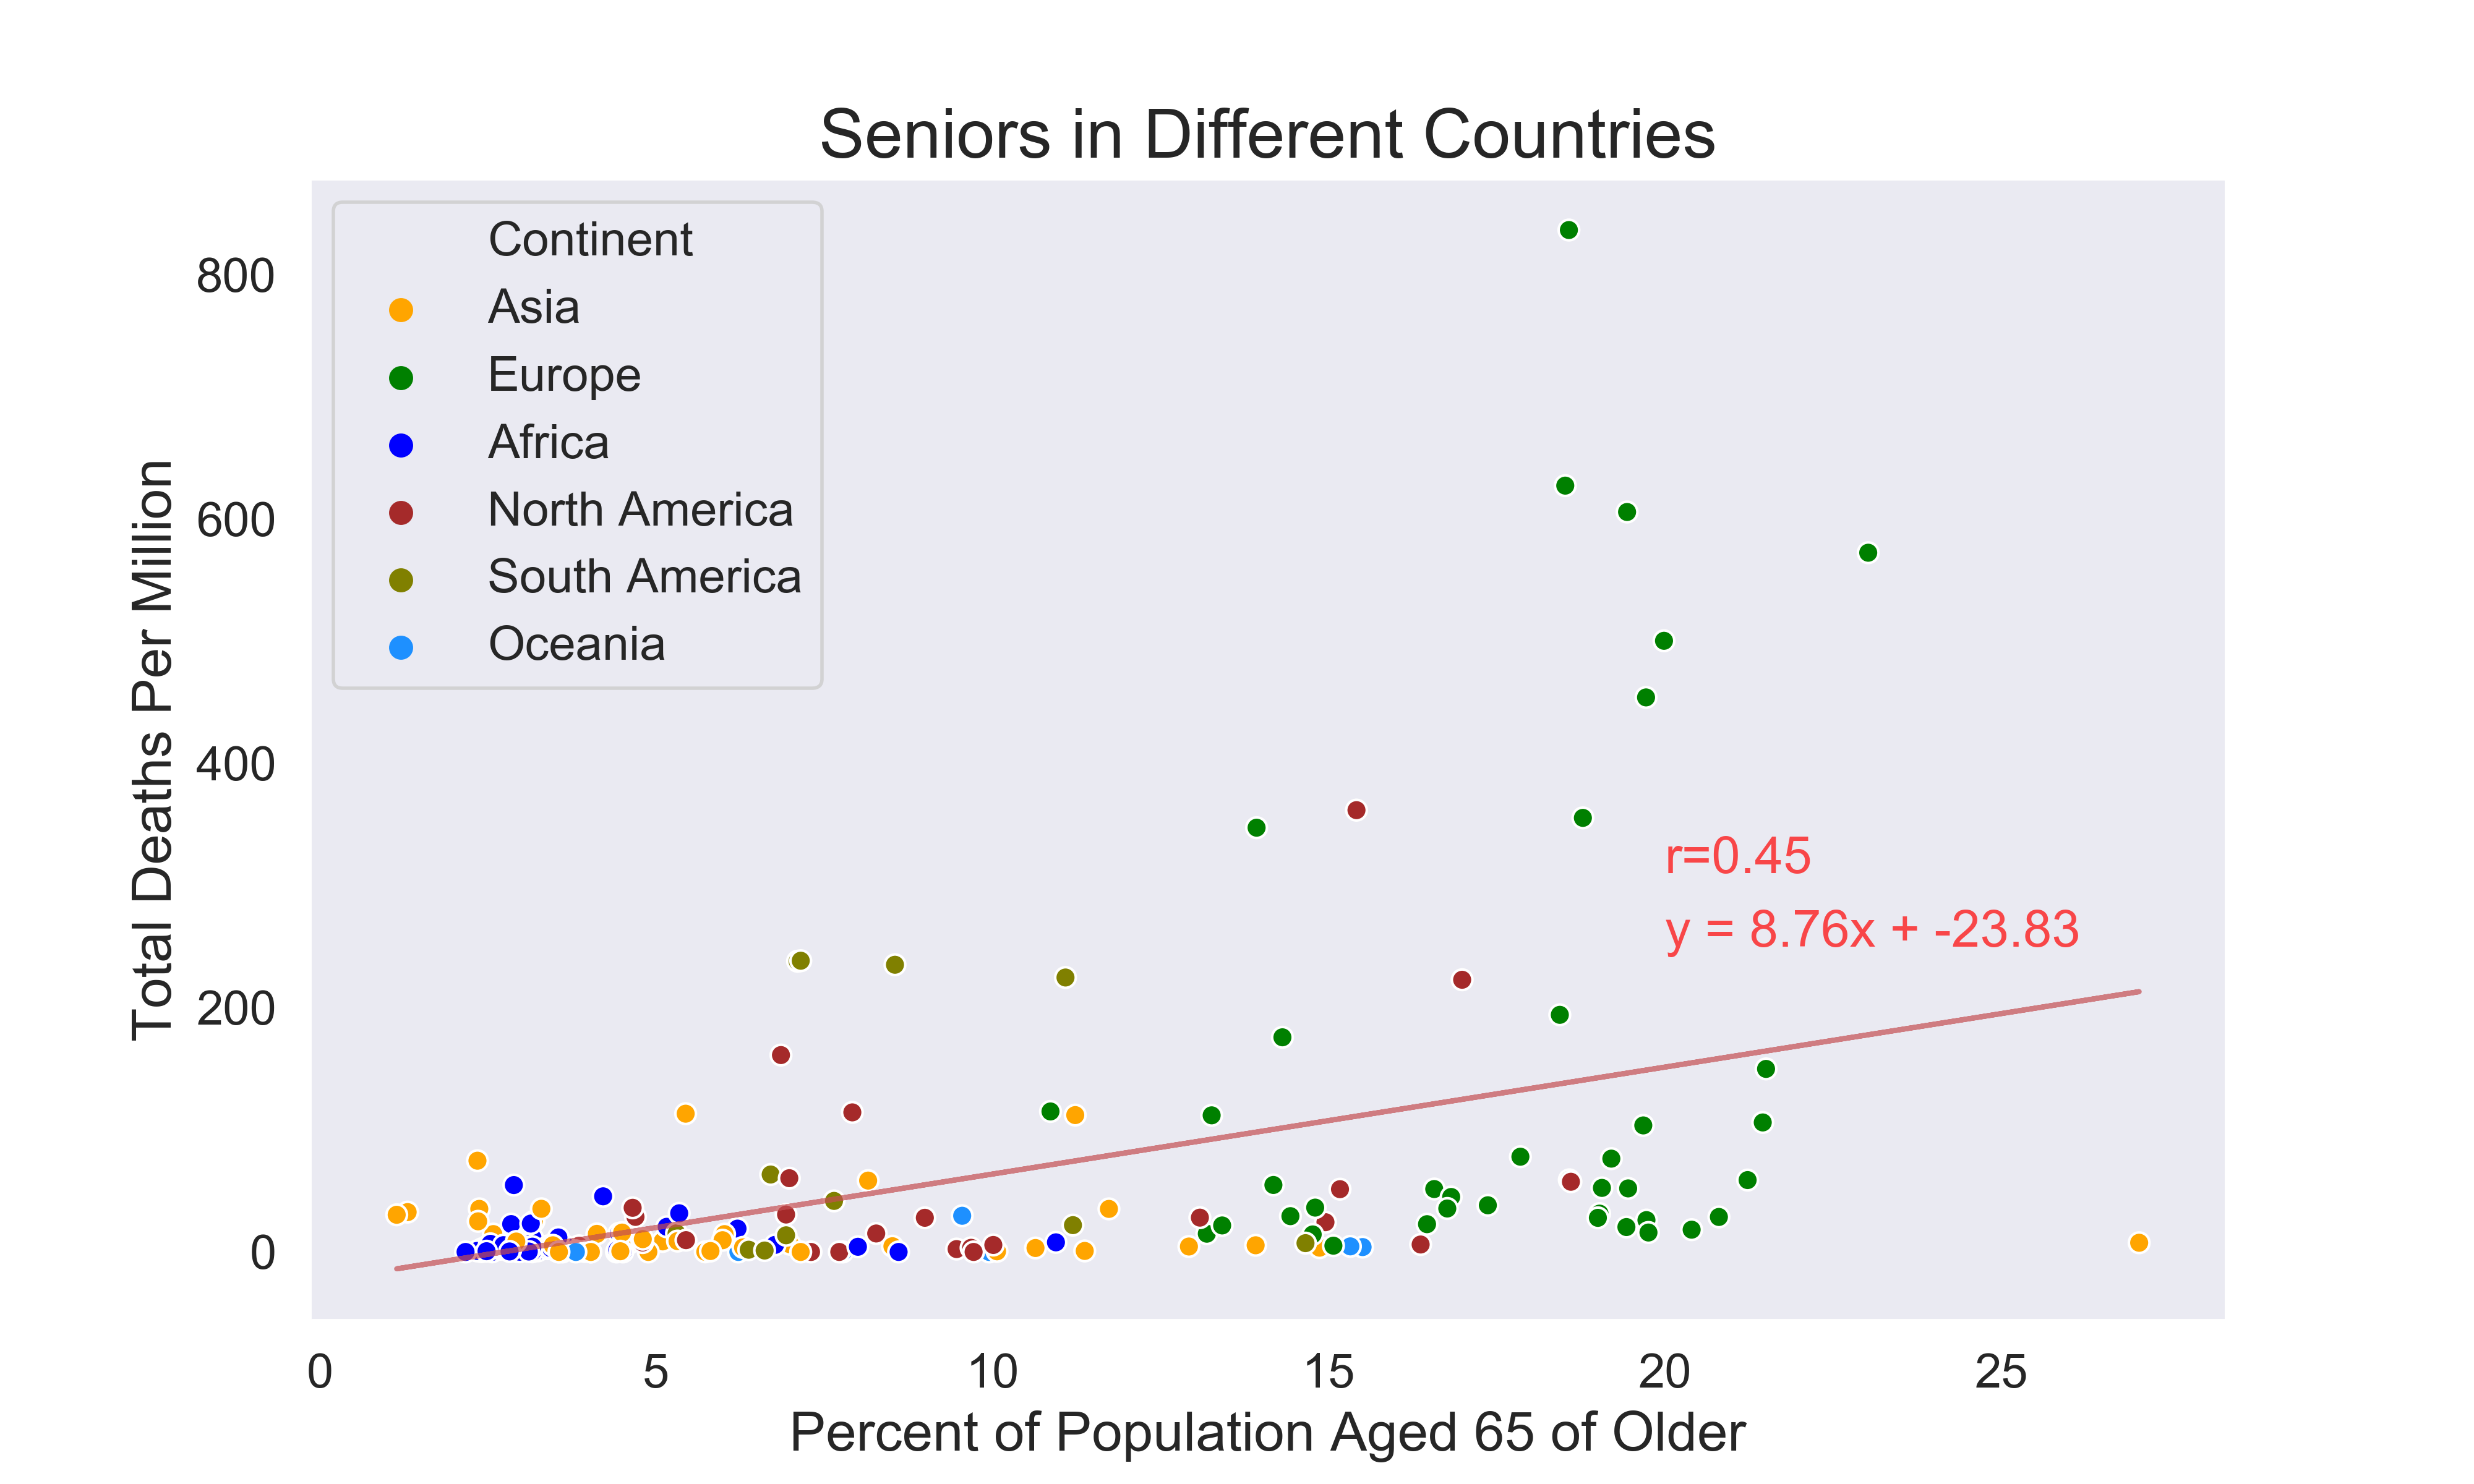 Seniors in Different Countries
Continent
Asia
Europe
Africa
North America
South America
Oceania
800
600
400
200
0
Total Deaths Per Million
r=0.45
y = 8.76x + -23.83
0 5 10 15 20 25
Percent of Population Aged 65 of Older